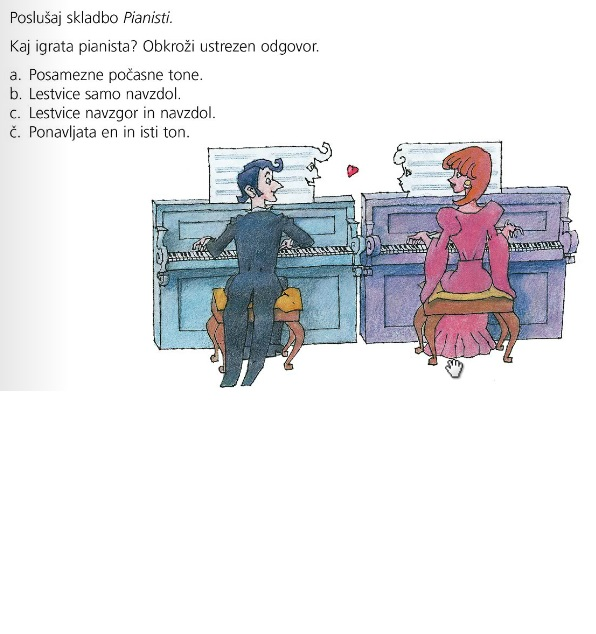 Poslušaj skladbo Pianisti.
Kaj igrata pianista? Obkroži ustrezen odgovor.
a. Posamezne počasne tone.
b. Lestvice samo navzdol.
c. Lestvice navzgor in navzdol.
č. Ponavljata en in isti ton.